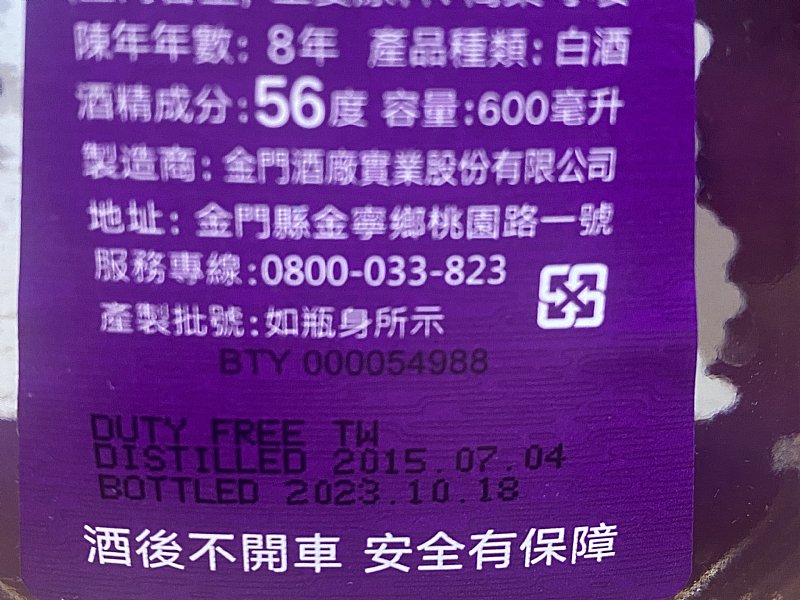 陳年年數: 8年 產品種類: 白酒
酒精成分:56度 容量:600毫升
製造商: 金門酒廠實業股份有限公司
地址: 金門縣金寧鄉桃園路一號
服務專線:0800-033-823
產製批號:如瓶身所示
BTY 000054988
DUTY FREE TW
DISTILLED 2015.07.04
BOTTLED 2023.10.18
酒後不開車 安全有保障